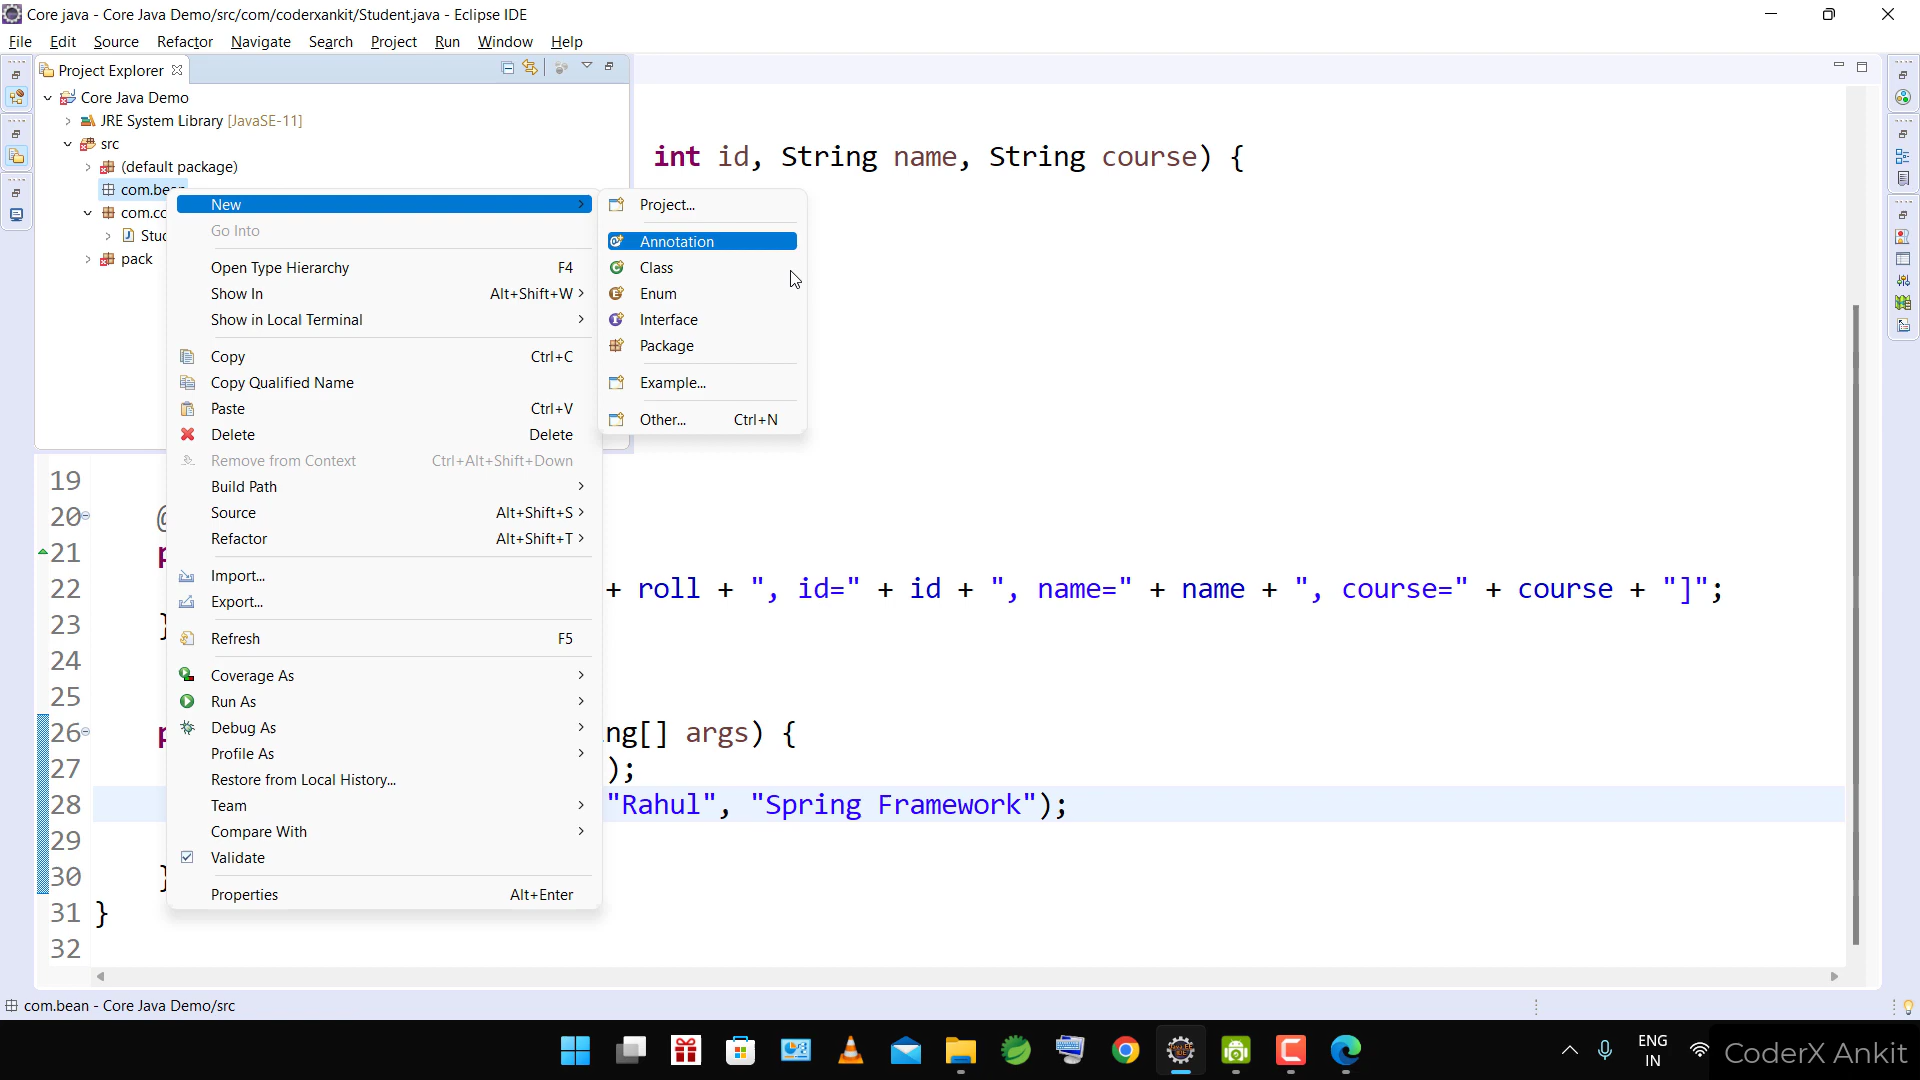 Core java - Core Java Demo/src/com/coderxankit/Student.java - Eclipse IDE
File Edit Source Refactor Navigate Search Project Run Window Help
Project Explorer
Core Java Demo
JRE System Library [JavaSE-11]
src
(default package)
com.bean
com.co
Stud
pack
New
Go Into
Open Type Hierarchy F4
Show In Alt+Shift+W
Show in Local Terminal
Copy Ctrl+C
Copy Qualified Name
Paste Ctrl+V
Delete Delete
Remove from Context Ctrl+Alt+Shift+Down
Build Path
Source Alt+Shift+S
Refactor Alt+Shift+T
Import...
Export...
Refresh F5
Coverage As
Run As
Debug As
Profile As
Restore from Local History...
Team
Compare With
Validate
Properties Alt+Enter
Project...
Annotation
Class
Enum
Interface
Package
Example...
Other... Ctrl+N
int id, String name, String course) {
19
20 @
21 p
22 + roll + ", id=" + id + ", name=" + name + ", course=" + course + "]";
23 }
24
25
26 p ng[] args) {
27 );
28 "Rahul", "Spring Framework");
29
30 }
31 }
32
com.bean - Core Java Demo/src
ENG
IN
CoderX Ankit